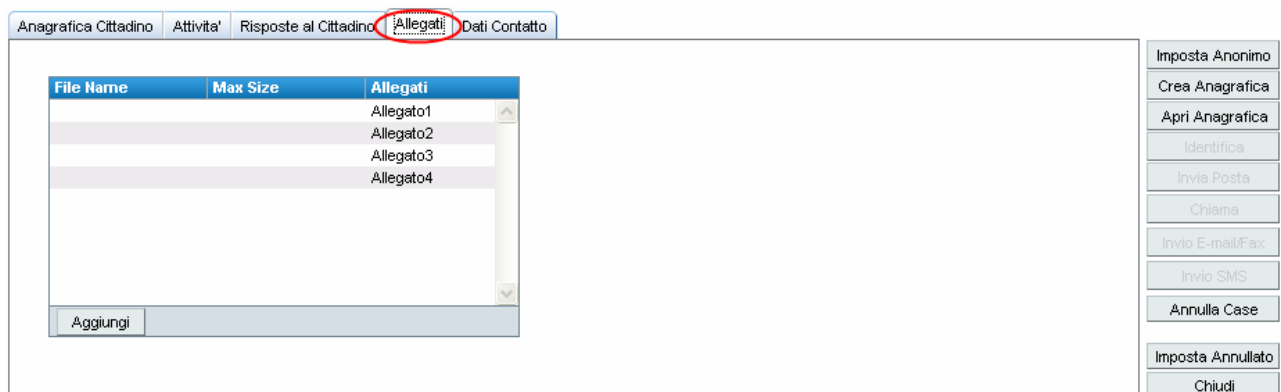 Anagrafica Cittadino Attivita' Risposte al Cittadino Allegati Dati Contatto
File Name Max Size Allegati
Allegato1
Allegato2
Allegato3
Allegato4
Aggiungi
Imposta Anonimo
Crea Anagrafica
Apri Anagrafica
Identifica
Invia Posta
Chiama
Invio E-mail/Fax
Invio SMS
Annulla Case
Imposta Annullato
Chiudi